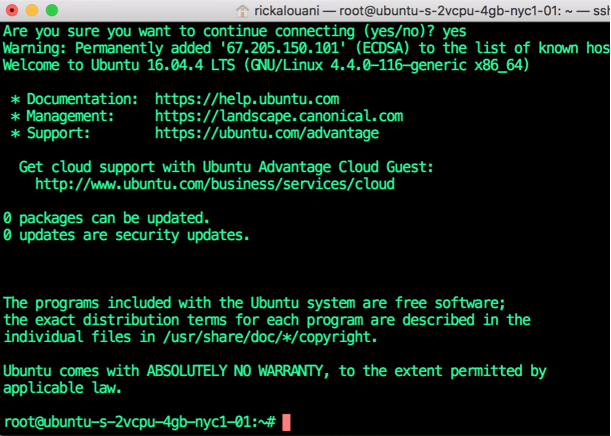 rickalouani — root@ubuntu-s-2vcpu-4gb-nyc1-01: ~ — ssh
Are you sure you want to continue connecting (yes/no)? yes
Warning: Permanently added '67.205.150.101' (ECDSA) to the list of known hos
Welcome to Ubuntu 16.04.4 LTS (GNU/Linux 4.4.0-116-generic x86_64)
* Documentation:  https://help.ubuntu.com
* Management:     https://landscape.canonical.com
* Support:        https://ubuntu.com/advantage
Get cloud support with Ubuntu Advantage Cloud Guest:
http://www.ubuntu.com/business/services/cloud
0 packages can be updated.
0 updates are security updates.
The programs included with the Ubuntu system are free software;
the exact distribution terms for each program are described in the
individual files in /usr/share/doc/*/copyright.
Ubuntu comes with ABSOLUTELY NO WARRANTY, to the extent permitted by
applicable law.
root@ubuntu-s-2vcpu-4gb-nyc1-01:~#